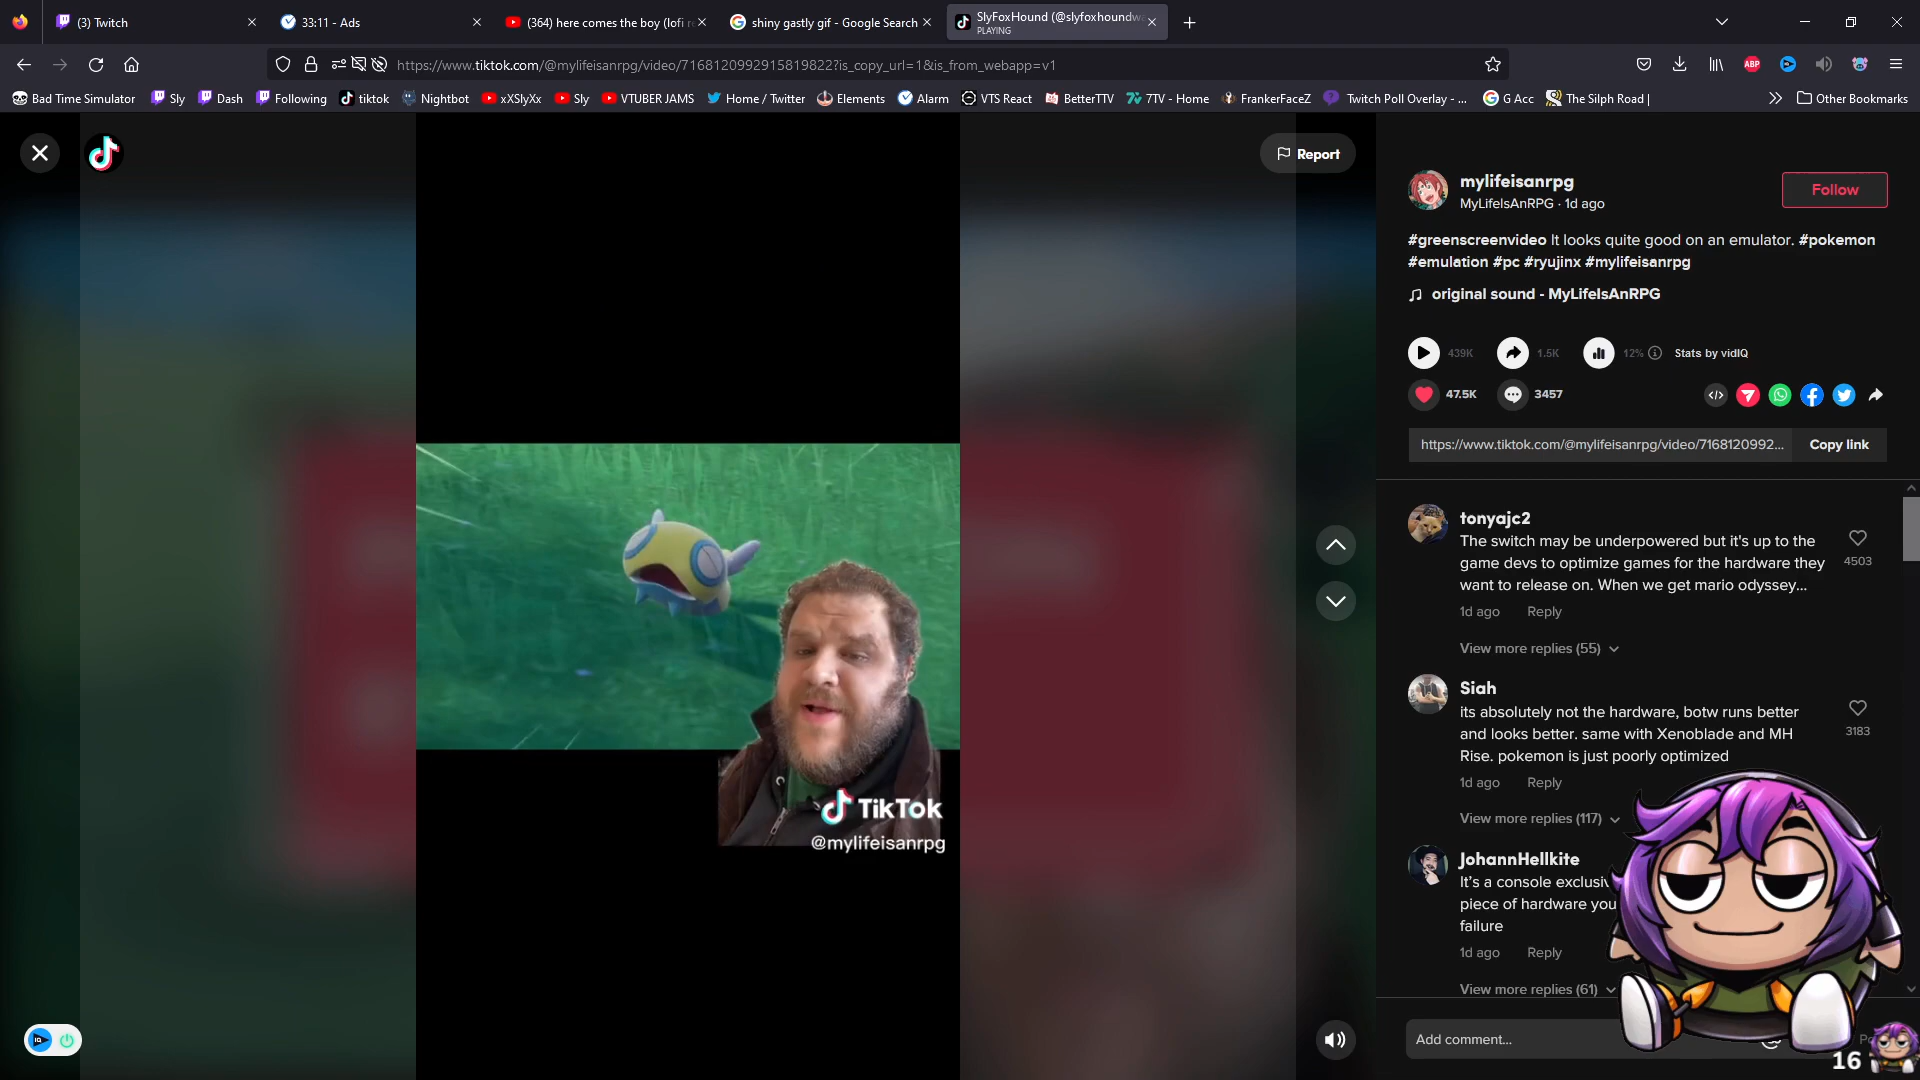 (3) Twitch
33:11 - Ads
(364) here comes the boy (lofi
shiny gastly gif - Google Search
SlyFoxHound (@slyfoxhound
PLAYING
https://www.tiktok.com/@mylifeisanrpg/video/7168120992915819822?is_copy_url=1&is_from_webapp=v1
ABP
Bad Time Simulator
Sly
Dash
Following
tiktok
Nightbot
xXSlyXx
Sly
VTUBER JAMS
Home / Twitter
Elements
Alarm
VTS React
BetterTTV
7TV - Home
FrankerFaceZ
Twitch Poll Overlay - ...
G Acc
The Silph Road |
Other Bookmarks
Report
mylifeisanrpg
MyLifeIsAnRPG · 1d ago
Follow
#greenscreenvideo It looks quite good on an emulator. #pokemon
#emulation #pc #ryujinx #mylifeisanrpg
original sound - MyLifeIsAnRPG
439K
1.5K
12%
Stats by vidIQ
47.5K
3457
https://www.tiktok.com/@mylifeisanrpg/video/7168120992...
Copy link
tonyajc2
The switch may be underpowered but it's up to the
game devs to optimize games for the hardware they
want to release on. When we get mario odyssey...
4503
1d ago
Reply
View more replies (55)
Siah
its absolutely not the hardware, botw runs better
and looks better. same with Xenoblade and MH
Rise. pokemon is just poorly optimized
3183
1d ago
Reply
View more replies (117)
JohannHellkite
It's a console exclusiv
piece of hardware you
failure
1d ago
Reply
View more replies (61)
TikTok
@mylifeisanrpg
IQ
Add comment...
16